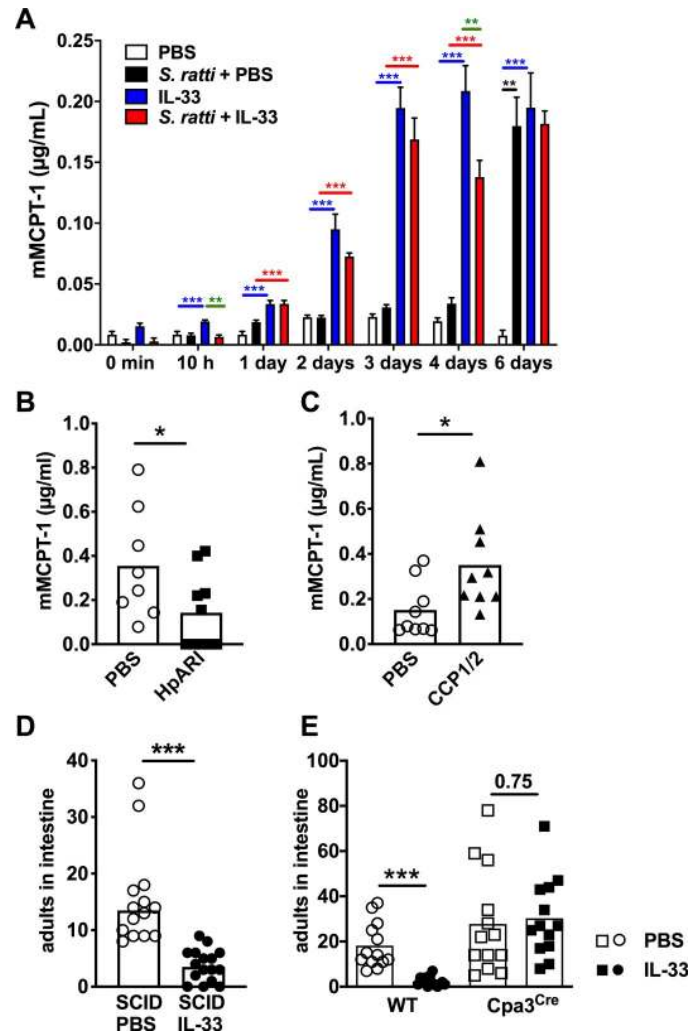 A
0.25
0.20
0.15
0.10
0.05
0.00
mMCPT-1 (µg/mL)
PBS
S. ratti + PBS
IL-33
S. ratti + IL-33
***
**
***
***
***
***
***
***
***
***
**
**
***
0 min 10 h 1 day 2 days 3 days 4 days 6 days
B
1.0
0.8
0.6
0.4
0.2
0.0
mMCPT-1 (µg/ml)
*
PBS
HpARI
C
1.0
0.8
0.6
0.4
0.2
0.0
mMCPT-1 (µg/mL)
*
PBS
CCP1/2
D
40
30
20
10
0
adults in intestine
***
SCID SCID
PBS IL-33
E
100
80
60
40
20
0
adults in intestine
***
0.75
WT Cpa3Cre
PBS
IL-33